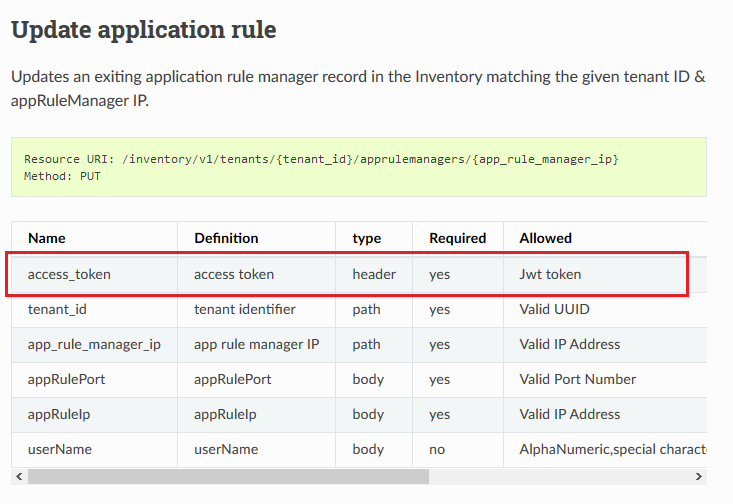 Update application rule
Updates an exiting application rule manager record in the Inventory matching the given tenant ID &
appRuleManager IP.
Resource URI: /inventory/v1/tenants/{tenant_id}/apprulemanagers/{app_rule_manager_ip}
Method: PUT
Name Definition type Required Allowed
access_token access token header yes Jwt token
tenant_id tenant identifier path yes Valid UUID
app_rule_manager_ip app rule manager IP path yes Valid IP Address
appRulePort appRulePort body yes Valid Port Number
appRuleIp appRuleIp body yes Valid IP Address
userName userName body no AlphaNumeric,special characte